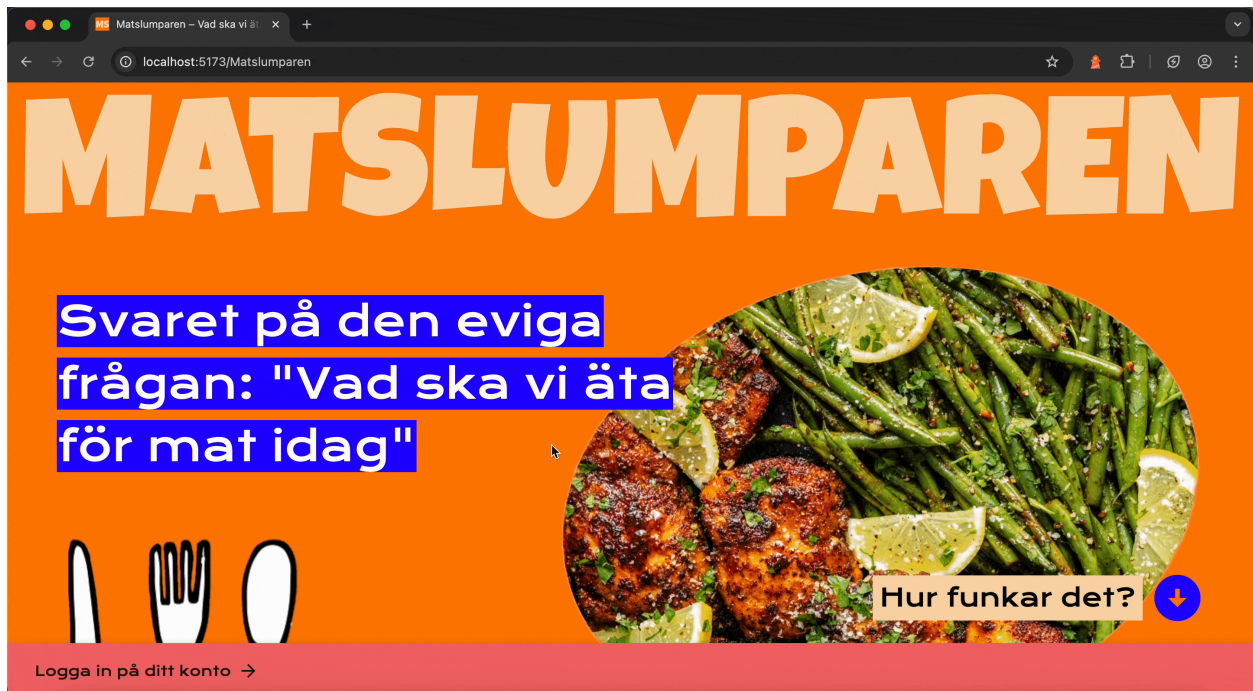 MS Matslumparen – Vad ska vi ät
localhost:5173/Matslumparen
MATSLUMPAREN
Svaret på den eviga
frågan: "Vad ska vi äta
för mat idag"
Hur funkar det?
Logga in på ditt konto →